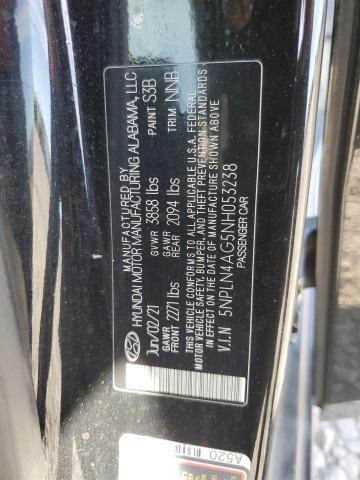 MANUFACTURED BY
HYUNDAI MOTOR MANUFACTURING ALABAMA, LLC
Jun/02/21 GVWR 3858 lbs PAINT S3B
GAWR FRONT 2271 lbs GAWR REAR 2094 lbs TRIM NNB
THIS VEHICLE CONFORMS TO ALL APPLICABLE U.S.A. FEDERAL
MOTOR VEHICLE SAFETY, BUMPER, AND THEFT PREVENTION STANDARDS
IN EFFECT ON THE DATE OF MANUFACTURE SHOWN ABOVE
V.I.N 5NPLN4AG5NH053238
PASSENGER CAR
A520